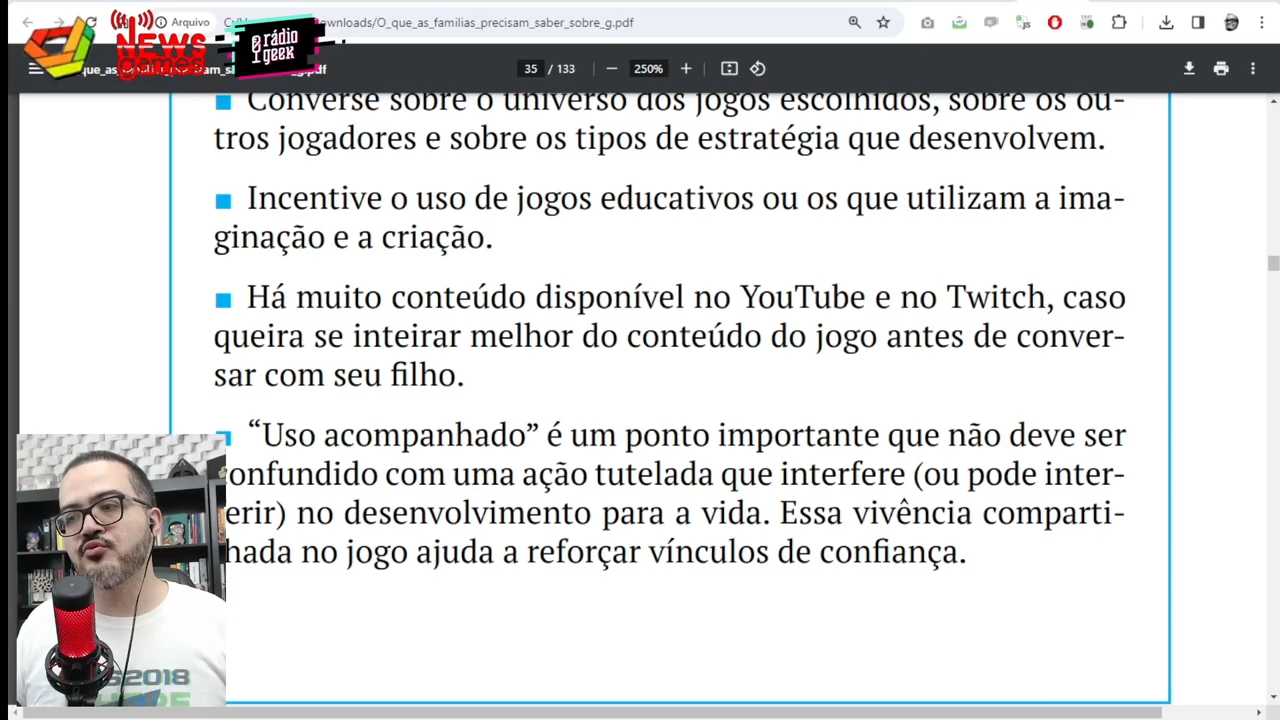 Arquivo
ownloads/O_que_as_familias_precisam_saber_sobre_g.pdf
NEWS
games
rádio
geek
35 / 133
250%
Converse sobre o universo dos jogos escolhidos, sobre os ou-
tros jogadores e sobre os tipos de estratégia que desenvolvem.
Incentive o uso de jogos educativos ou os que utilizam a ima-
ginação e a criação.
Há muito conteúdo disponível no YouTube e no Twitch, caso
queira se inteirar melhor do conteúdo do jogo antes de conver-
sar com seu filho.
“Uso acompanhado” é um ponto importante que não deve ser
onfundido com uma ação tutelada que interfere (ou pode inter-
erir) no desenvolvimento para a vida. Essa vivência comparti-
hada no jogo ajuda a reforçar vínculos de confiança.
2018